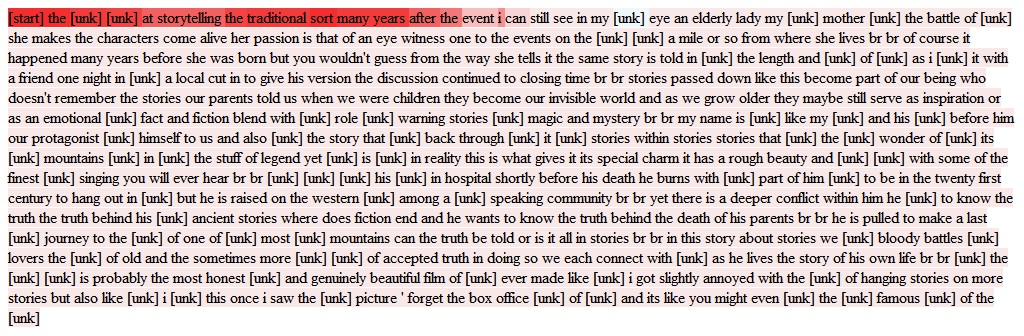 [start] the [unk] [unk] at storytelling the traditional sort many years after the event i can still see in my [unk] eye an elderly lady my [unk] mother [unk] the battle of [unk]
she makes the characters come alive her passion is that of an eye witness one to the events on the [unk] [unk] a mile or so from where she lives br br of course it
happened many years before she was born but you wouldn't guess from the way she tells it the same story is told in [unk] the length and [unk] of [unk] as i [unk] it with
a friend one night in [unk] a local cut in to give his version the discussion continued to closing time br br stories passed down like this become part of our being who
doesn't remember the stories our parents told us when we were children they become our invisible world and as we grow older they maybe still serve as inspiration or
as an emotional [unk] fact and fiction blend with [unk] role [unk] warning stories [unk] magic and mystery br br my name is [unk] like my [unk] and his [unk] before him
our protagonist [unk] himself to us and also [unk] the story that [unk] back through [unk] it [unk] stories within stories stories that [unk] the [unk] wonder of [unk] its
[unk] mountains [unk] in [unk] the stuff of legend yet [unk] is [unk] in reality this is what gives it its special charm it has a rough beauty and [unk] [unk] with some of the
finest [unk] singing you will ever hear br br [unk] [unk] [unk] his [unk] in hospital shortly before his death he burns with [unk] part of him [unk] to be in the twenty first
century to hang out in [unk] but he is raised on the western [unk] among a [unk] speaking community br br yet there is a deeper conflict within him he [unk] to know the
truth the truth behind his [unk] ancient stories where does fiction end and he wants to know the truth behind the death of his parents br br he is pulled to make a last
[unk] journey to the [unk] of one of [unk] most [unk] mountains can the truth be told or is it all in stories br br in this story about stories we [unk] bloody battles [unk]
lovers the [unk] of old and the sometimes more [unk] [unk] of accepted truth in doing so we each connect with [unk] as he lives the story of his own life br br [unk] the
[unk] [unk] is probably the most honest [unk] and genuinely beautiful film of [unk] ever made like [unk] i got slightly annoyed with the [unk] of hanging stories on more
stories but also like [unk] i [unk] this once i saw the [unk] picture ' forget the box office [unk] of [unk] and its like you might even [unk] the [unk] famous [unk] of the
[unk]